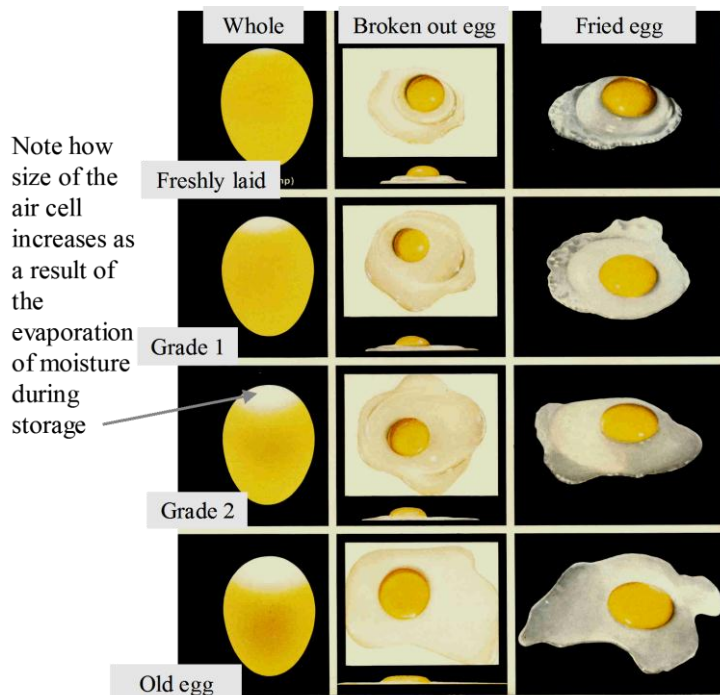 Whole
Broken out egg
Fried egg
Note how
size of the
air cell
increases as
a result of
the
evaporation
of moisture
during
storage
Freshly laid
Grade 1
Grade 2
Old egg